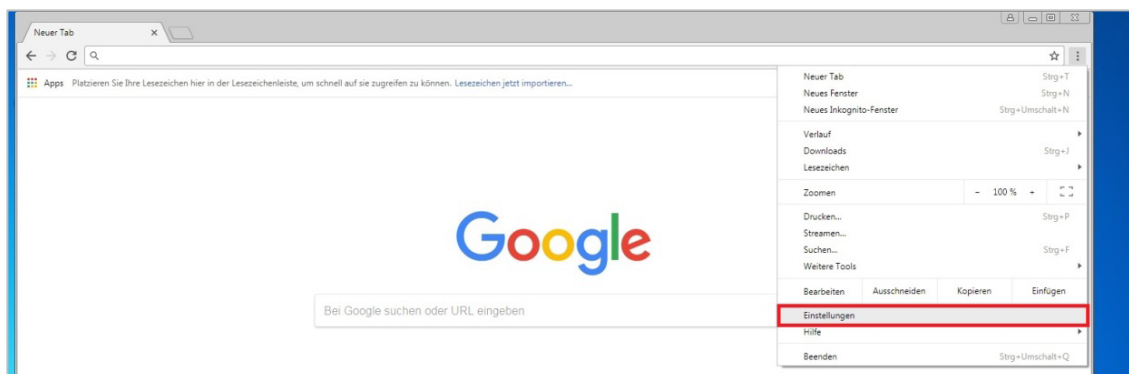 Neuer Tab
Apps Platzieren Sie Ihre Lesezeichen hier in der Lesezeichenleiste, um schnell auf sie zugreifen zu können. Lesezeichen jetzt importieren...
Google
Bei Google suchen oder URL eingeben
Neuer Tab Strg+T
Neues Fenster Strg+N
Neues Inkognito-Fenster Strg+Umschalt+N
Verlauf
Downloads Strg+J
Lesezeichen
Zoomen - 100 % +
Drucken... Strg+P
Streamen...
Suchen... Strg+F
Weitere Tools
Bearbeiten Ausschneiden Kopieren Einfügen
Einstellungen
Hilfe
Beenden Strg+Umschalt+Q